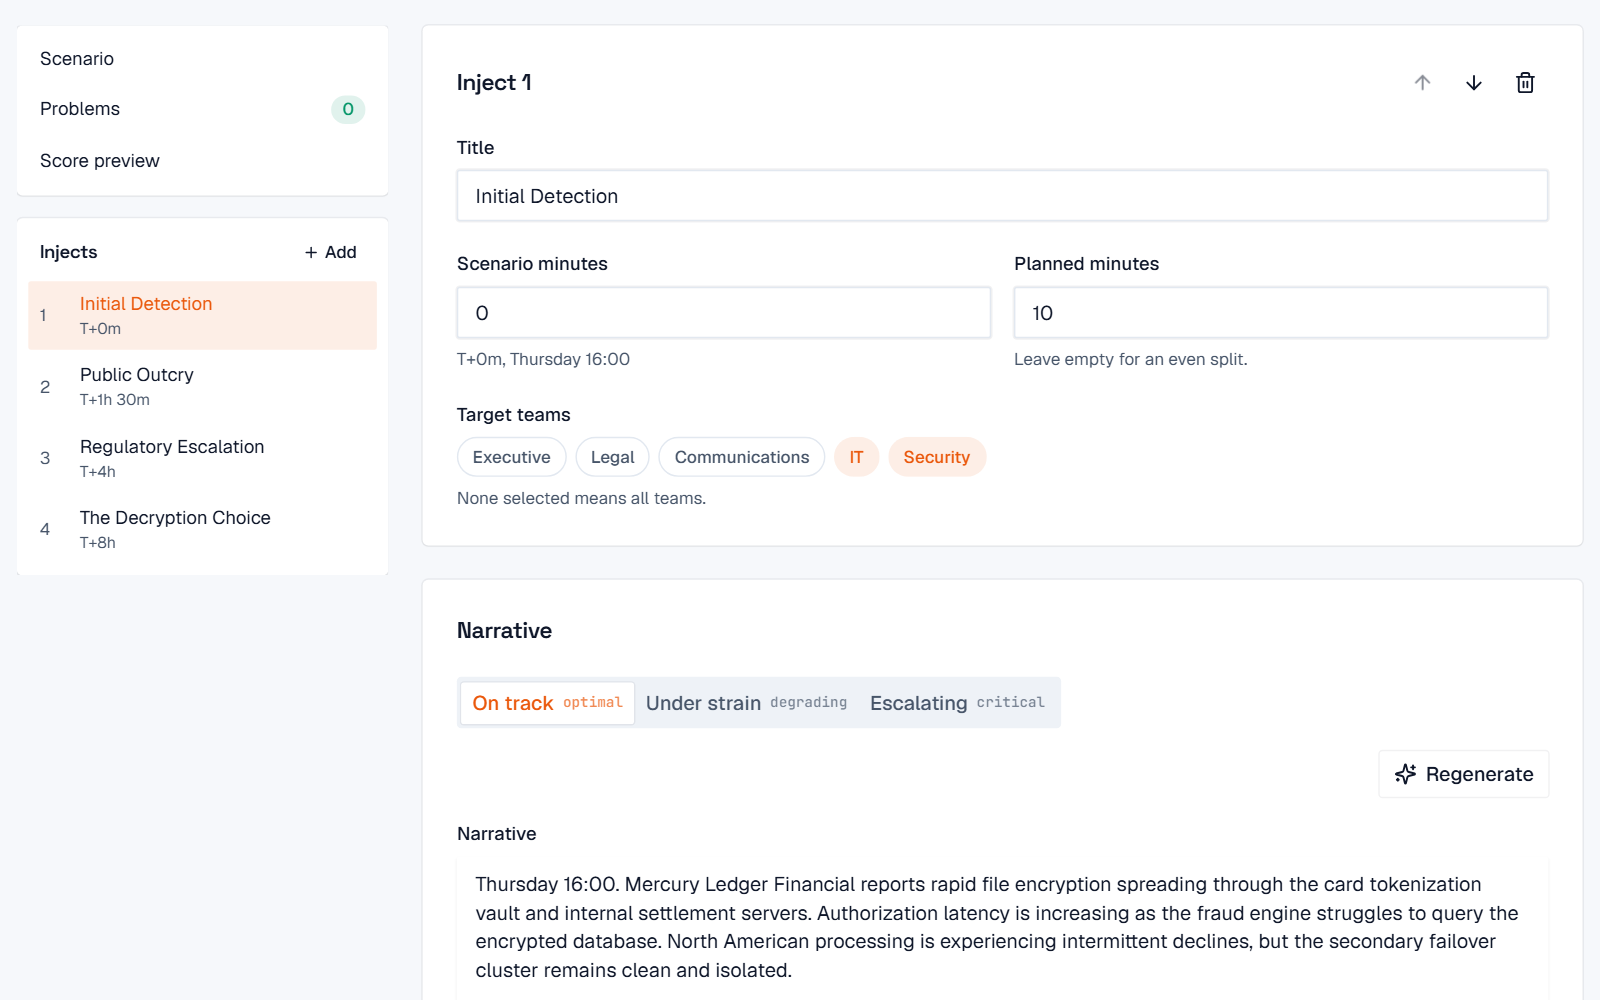 Scenario
Problems 0
Score preview
Injects + Add
1 Initial Detection
T+0m
2 Public Outcry
T+1h 30m
3 Regulatory Escalation
T+4h
4 The Decryption Choice
T+8h
Inject 1
Title
Initial Detection
Scenario minutes
0
T+0m, Thursday 16:00
Planned minutes
10
Leave empty for an even split.
Target teams
Executive Legal Communications IT Security
None selected means all teams.
Narrative
On track optimal Under strain degrading Escalating critical
Regenerate
Narrative
Thursday 16:00. Mercury Ledger Financial reports rapid file encryption spreading through the card tokenization
vault and internal settlement servers. Authorization latency is increasing as the fraud engine struggles to query the
encrypted database. North American processing is experiencing intermittent declines, but the secondary failover
cluster remains clean and isolated.